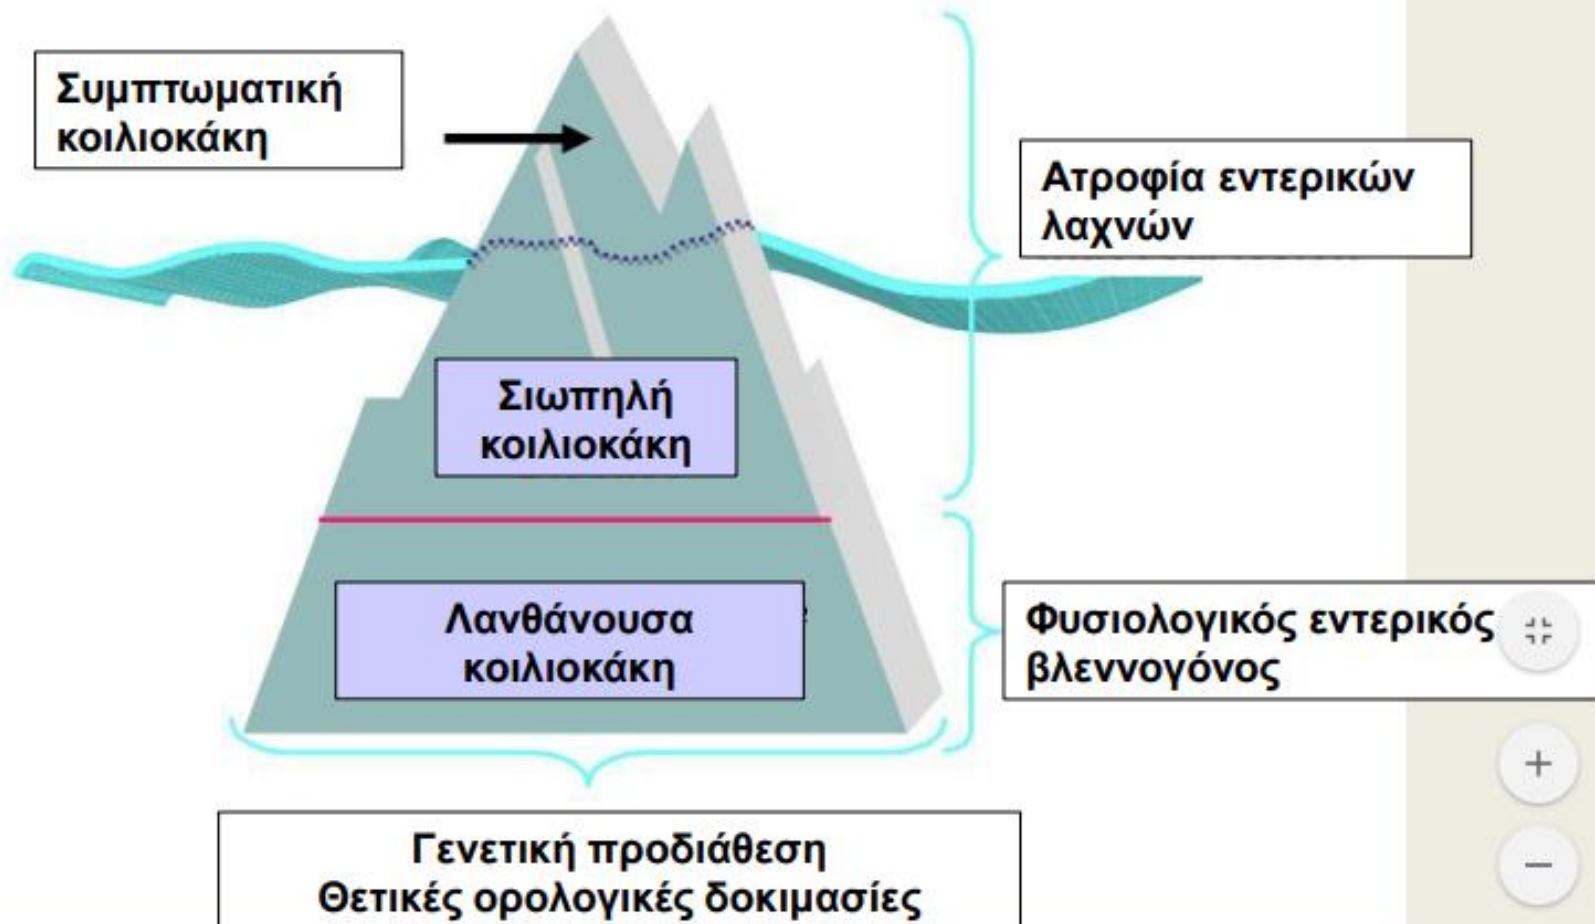 Συμπτωματική
κοιλιοκάκη
Ατροφία εντερικών
λαχνών
Σιωπηλή
κοιλιοκάκη
Λανθάνουσα
κοιλιοκάκη
Φυσιολογικός εντερικός
βλεννογόνος
Γενετική προδιάθεση
Θετικές ορολογικές δοκιμασίες